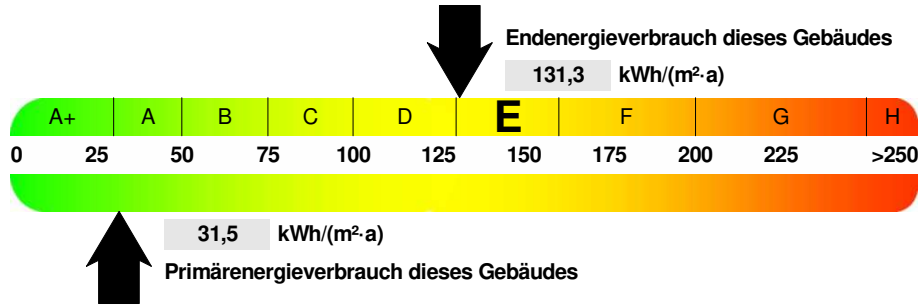 Endenergieverbrauch dieses Gebäudes
131,3 kWh/(m²·a)
A+ A B C D E F G H
0 25 50 75 100 125 150 175 200 225 >250
31,5 kWh/(m²·a)
Primärenergieverbrauch dieses Gebäudes